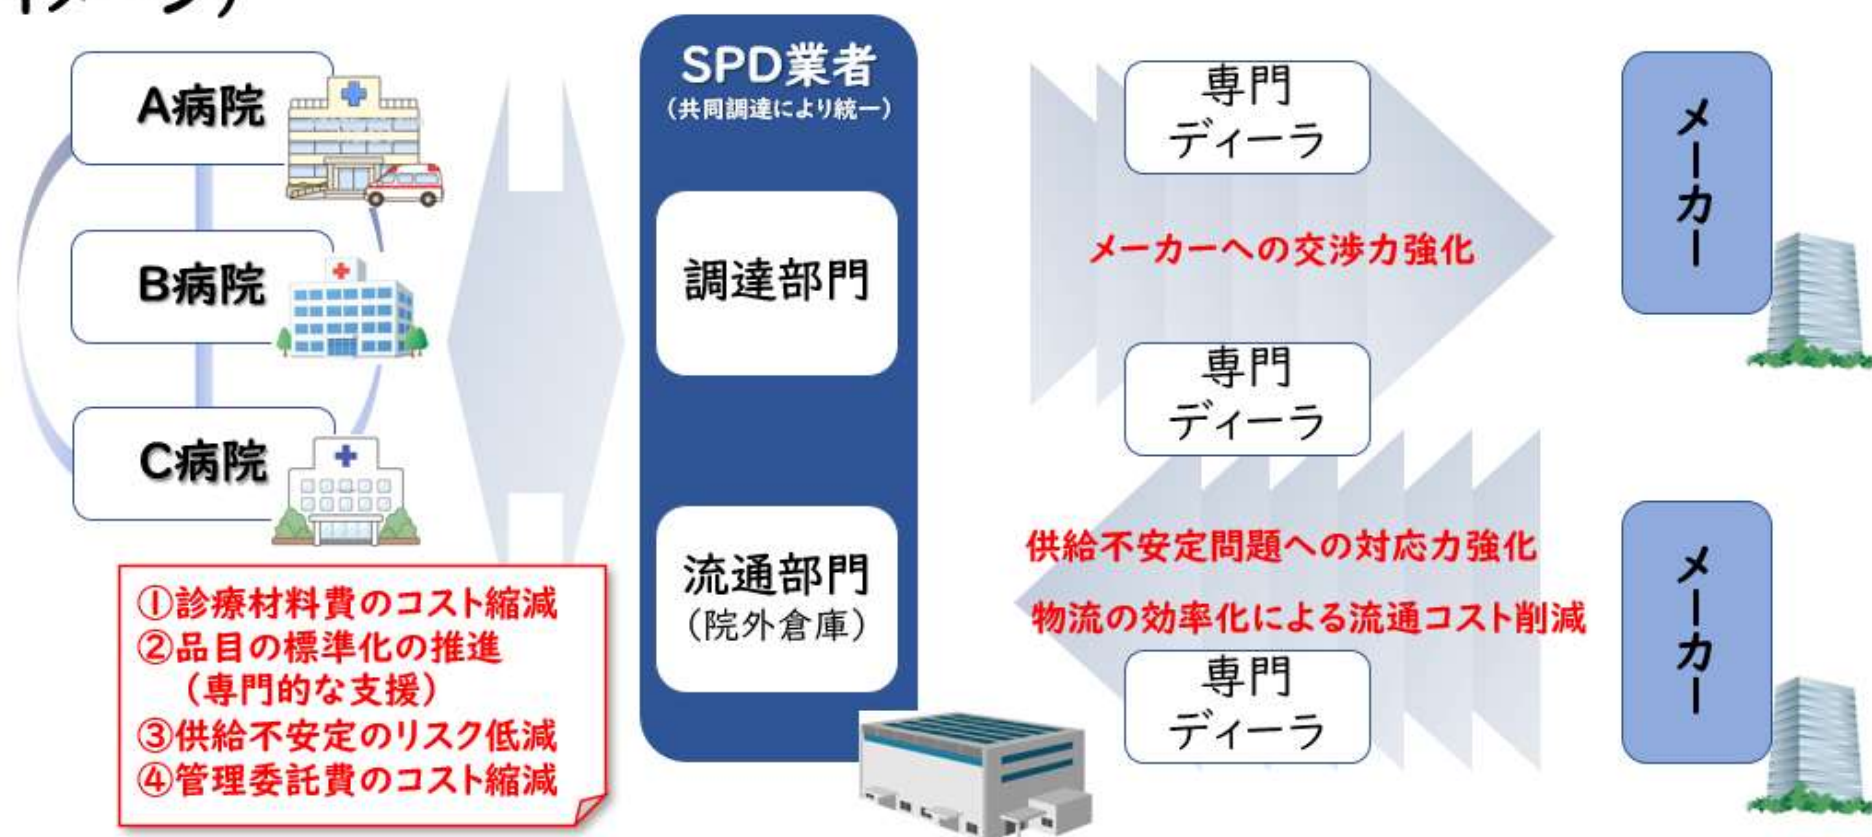 イメージ)
A病院
B病院
C病院
①診療材料費のコスト縮減
②品目の標準化の推進
(専門的な支援)
③供給不安定のリスク低減
④管理委託費のコスト縮減
SPD業者
(共同調達により統一)
調達部門
流通部門
(院外倉庫)
専門
ディーラ
メーカーへの交渉力強化
専門
ディーラ
供給不安定問題への対応力強化
物流の効率化による流通コスト削減
専門
ディーラ
メーカー
メーカー